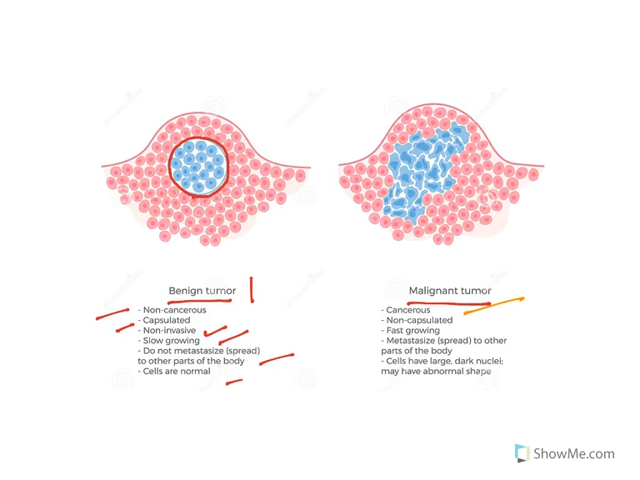 Benign tumor
- Non-cancerous
- Capsulated
- Non-invasive
- Slow growing
- Do not metastasize (spread)
to other parts of the body
- Cells are normal
Malignant tumor
- Cancerous
- Non-capsulated
- Fast growing
- Metastasize (spread) to other
parts of the body
- Cells have large, dark nuclei;
may have abnormal shape
ShowMe.com